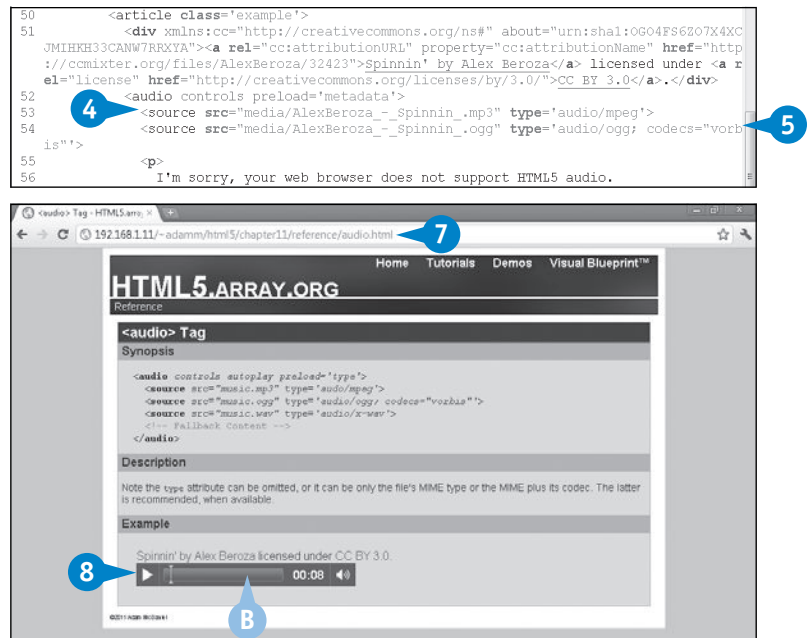 50 <article class='example'>
51 <div xmlns:cc="http://creativecommons.org/ns#" about="urn:sha1:OGO4FS6ZO7X4XC
JMIHKH33CANW7RRXYA"><a rel="cc:attributionURL" property="cc:attributionName" href="http
://ccmixter.org/files/AlexBeroza/32423">Spinnin' by Alex Beroza</a> licensed under <a r
el="license" href="http://creativecommons.org/licenses/by/3.0/">CC BY 3.0</a>.</div>
52 <audio controls preload='metadata'>
4
53 <source src="media/AlexBeroza_-_Spinnin_.mp3" type='audio/mpeg'>
54 <source src="media/AlexBeroza_-_Spinnin_.ogg" type='audio/ogg; codecs="vorb
5
is"'>
55 <p>
56 I'm sorry, your web browser does not support HTML5 audio.
<audio> Tag - HTML5.array
192.168.1.11/~adamm/html5/chapter11/reference/audio.html
7
Home Tutorials Demos Visual Blueprint™
HTML5.ARRAY.ORG
Reference
<audio> Tag
Synopsis
<audio controls autoplay preload='type'>
<source src="music.mp3" type='audo/mpeg'>
<source src="music.ogg" type='audio/ogg; codecs="vorbis"'>
<source src="music.wav" type='audio/x-wav'>
<!-- Fallback Content -->
</audio>
Description
Note the type attribute can be omitted, or it can be only the file's MIME type or the MIME plus its codec. The latter
is recommended, when available.
Example
Spinnin' by Alex Beroza licensed under CC BY 3.0.
8
00:08
B
©2011 Adam